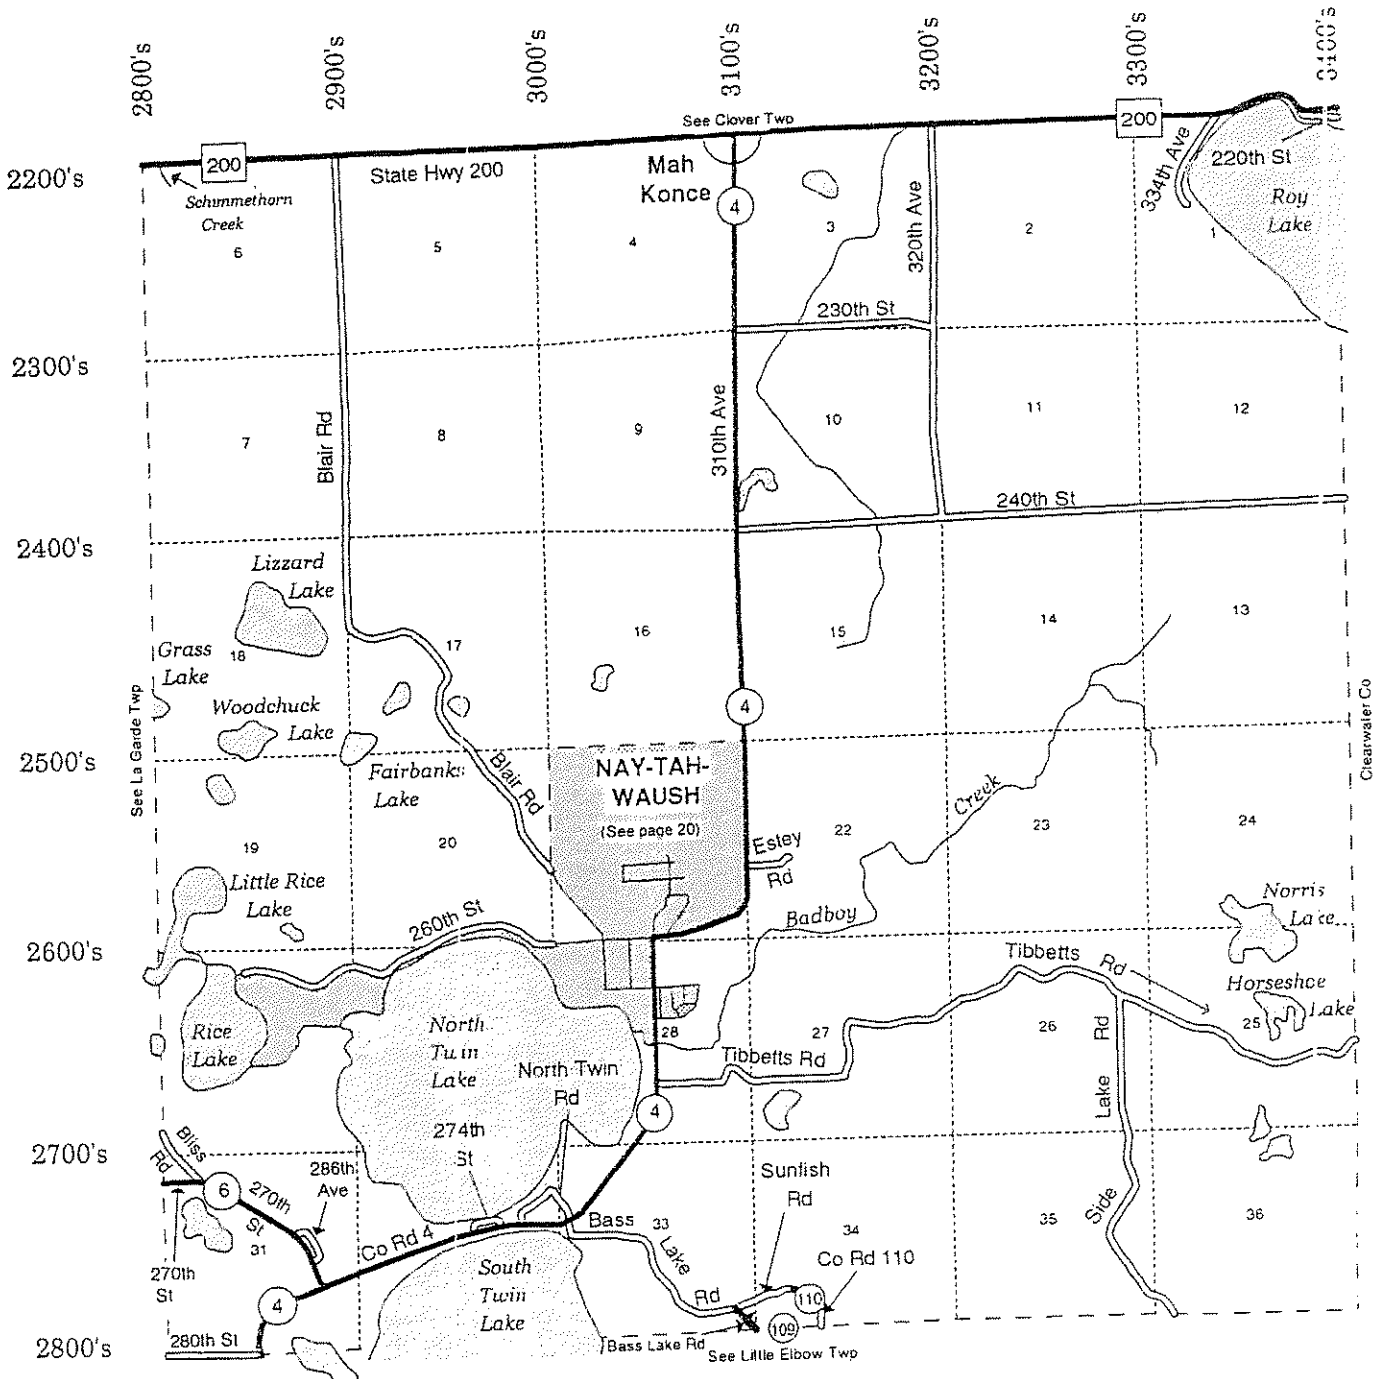 2800's
2900's
3000's
3100's
3200's
3300's
3400's
See Clover Twp
200
200
State Hwy 200
Mah
Konce
4
334th Ave
220th St
2200's
Schimmethorn
Creek
Roy
Lake
6
5
4
3
2
1
320th Ave
230th St
2300's
Blair Rd
310th Ave
7
8
9
10
11
12
240th St
2400's
Lizzard
Lake
Grass
Lake
18
17
16
15
14
13
See La Garde Twp
Woodchuck
Lake
4
Clearwater Co
2500's
Fairbanks
Lake
Blair Rd
NAY-TAH-
WAUSH
(See page 20)
Creek
19
20
22
23
24
Estey
Rd
Little Rice
Lake
260th St
Badboy
Norris
Lake
2600's
Tibbetts
Rd
Horseshoe
Lake
Rice
Lake
North
Twin
Lake
28
27
26
25
Tibbetts Rd
North Twin
Rd
4
274th
St
Side
Lake
Rd
2700's
Bliss
Rd
6
270th
St
286th
Ave
Sunfish
Rd
31
Co Rd 4
Bass
Lake
Rd
33
34
35
36
Co Rd 110
270th
St
South
Twin
Lake
4
110
109
280th St
2800's
Bass Lake Rd
See Little Elbow Twp